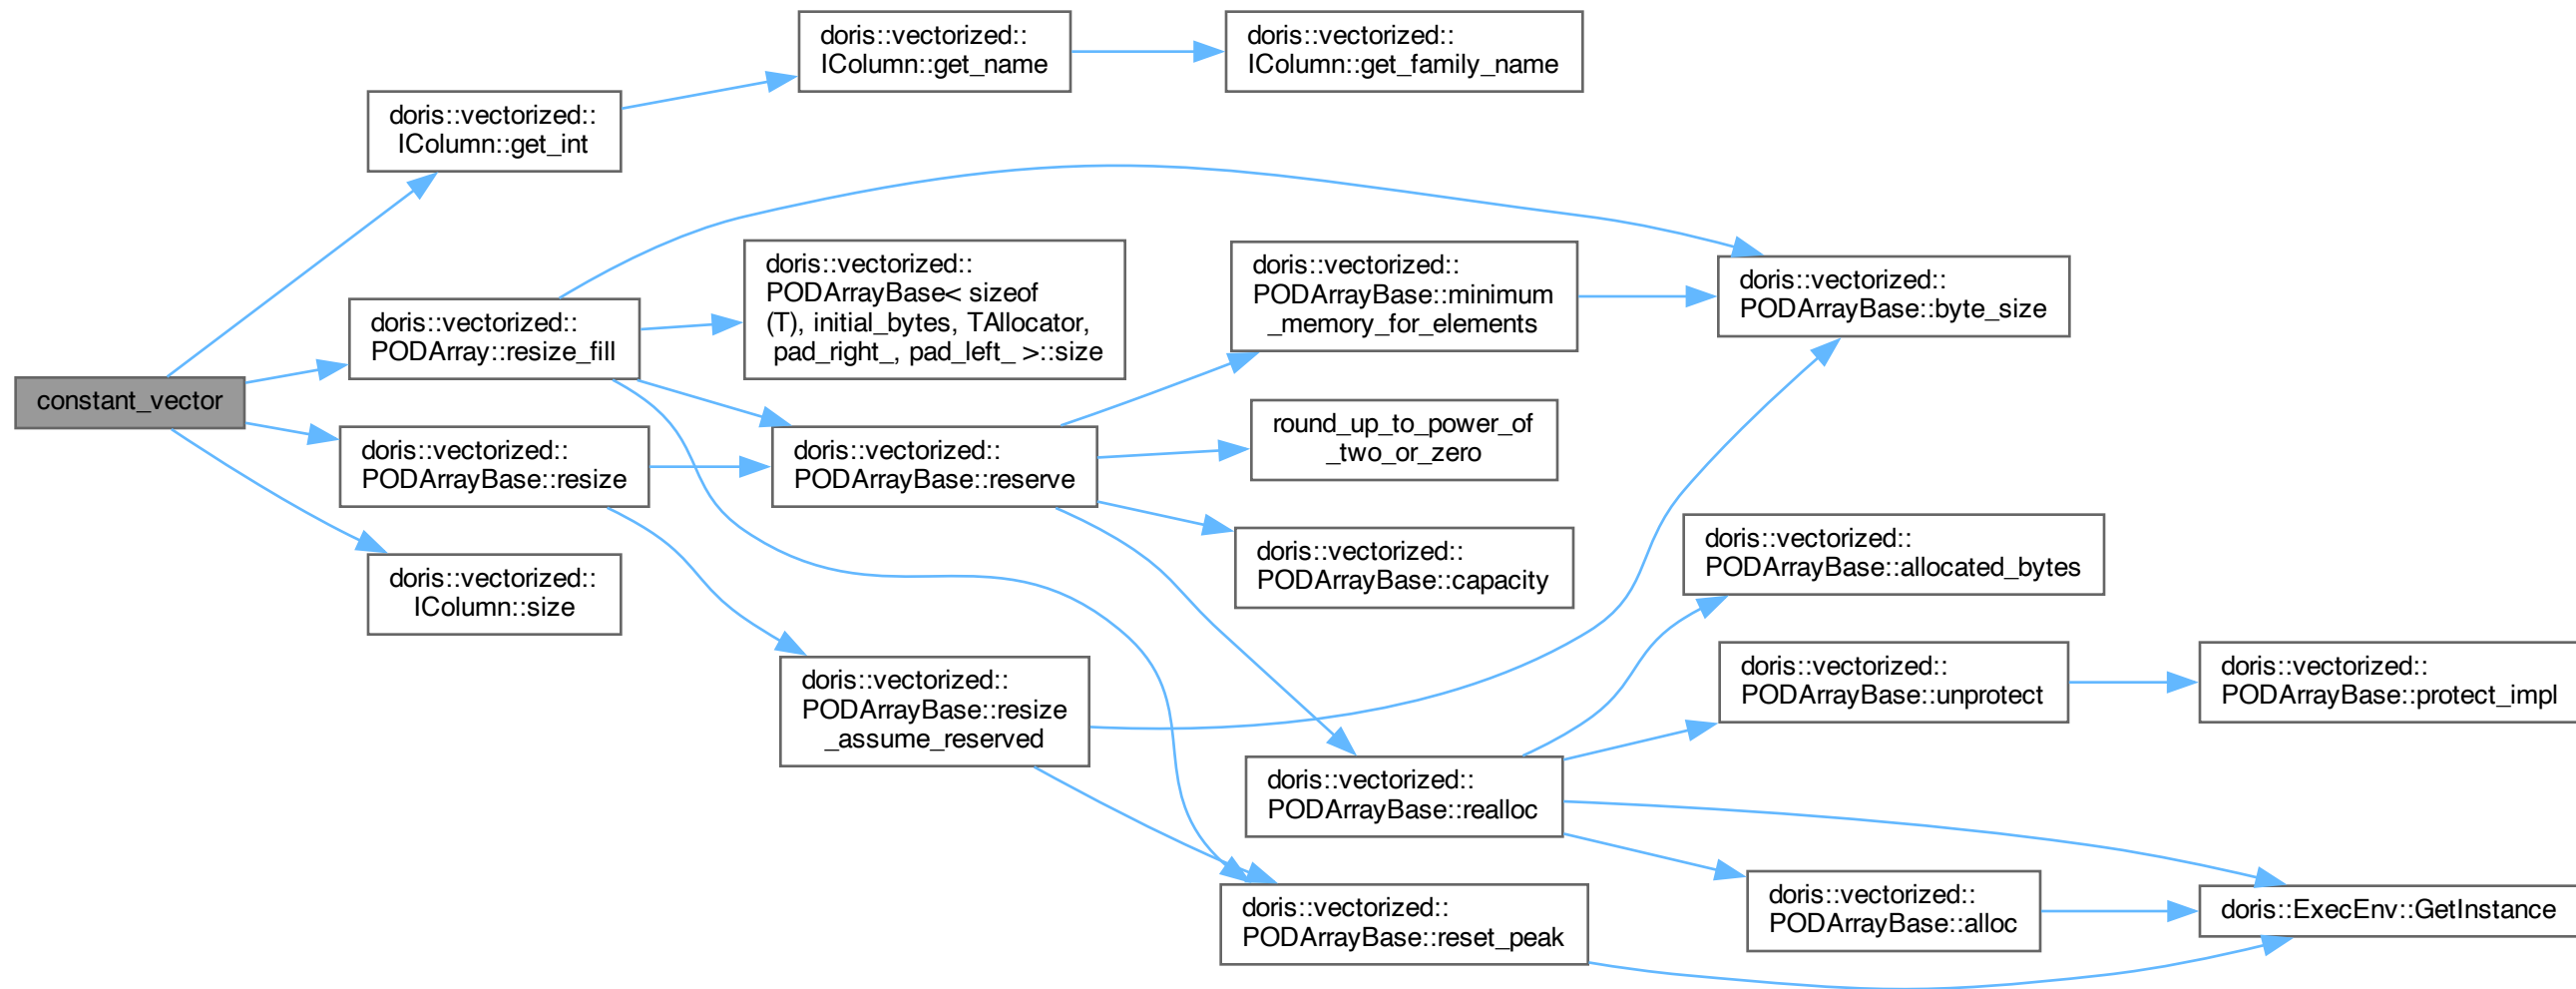 doris::vectorized::
IColumn::get_name
doris::vectorized::
IColumn::get_family_name
doris::vectorized::
IColumn::get_int
doris::vectorized::
PODArrayBase< sizeof
(T), initial_bytes, TAllocator,
pad_right_, pad_left_ >::size
doris::vectorized::
PODArrayBase::minimum
_memory_for_elements
doris::vectorized::
PODArrayBase::byte_size
doris::vectorized::
PODArray::resize_fill
constant_vector
doris::vectorized::
PODArrayBase::resize
doris::vectorized::
PODArrayBase::reserve
round_up_to_power_of
_two_or_zero
doris::vectorized::
PODArrayBase::capacity
doris::vectorized::
PODArrayBase::allocated_bytes
doris::vectorized::
IColumn::size
doris::vectorized::
PODArrayBase::resize
_assume_reserved
doris::vectorized::
PODArrayBase::unprotect
doris::vectorized::
PODArrayBase::protect_impl
doris::vectorized::
PODArrayBase::realloc
doris::vectorized::
PODArrayBase::reset_peak
doris::vectorized::
PODArrayBase::alloc
doris::ExecEnv::GetInstance